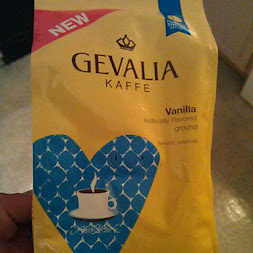 NEW
GEVALIA
KAFFE
Vanilla
Artificially Flavored
ground